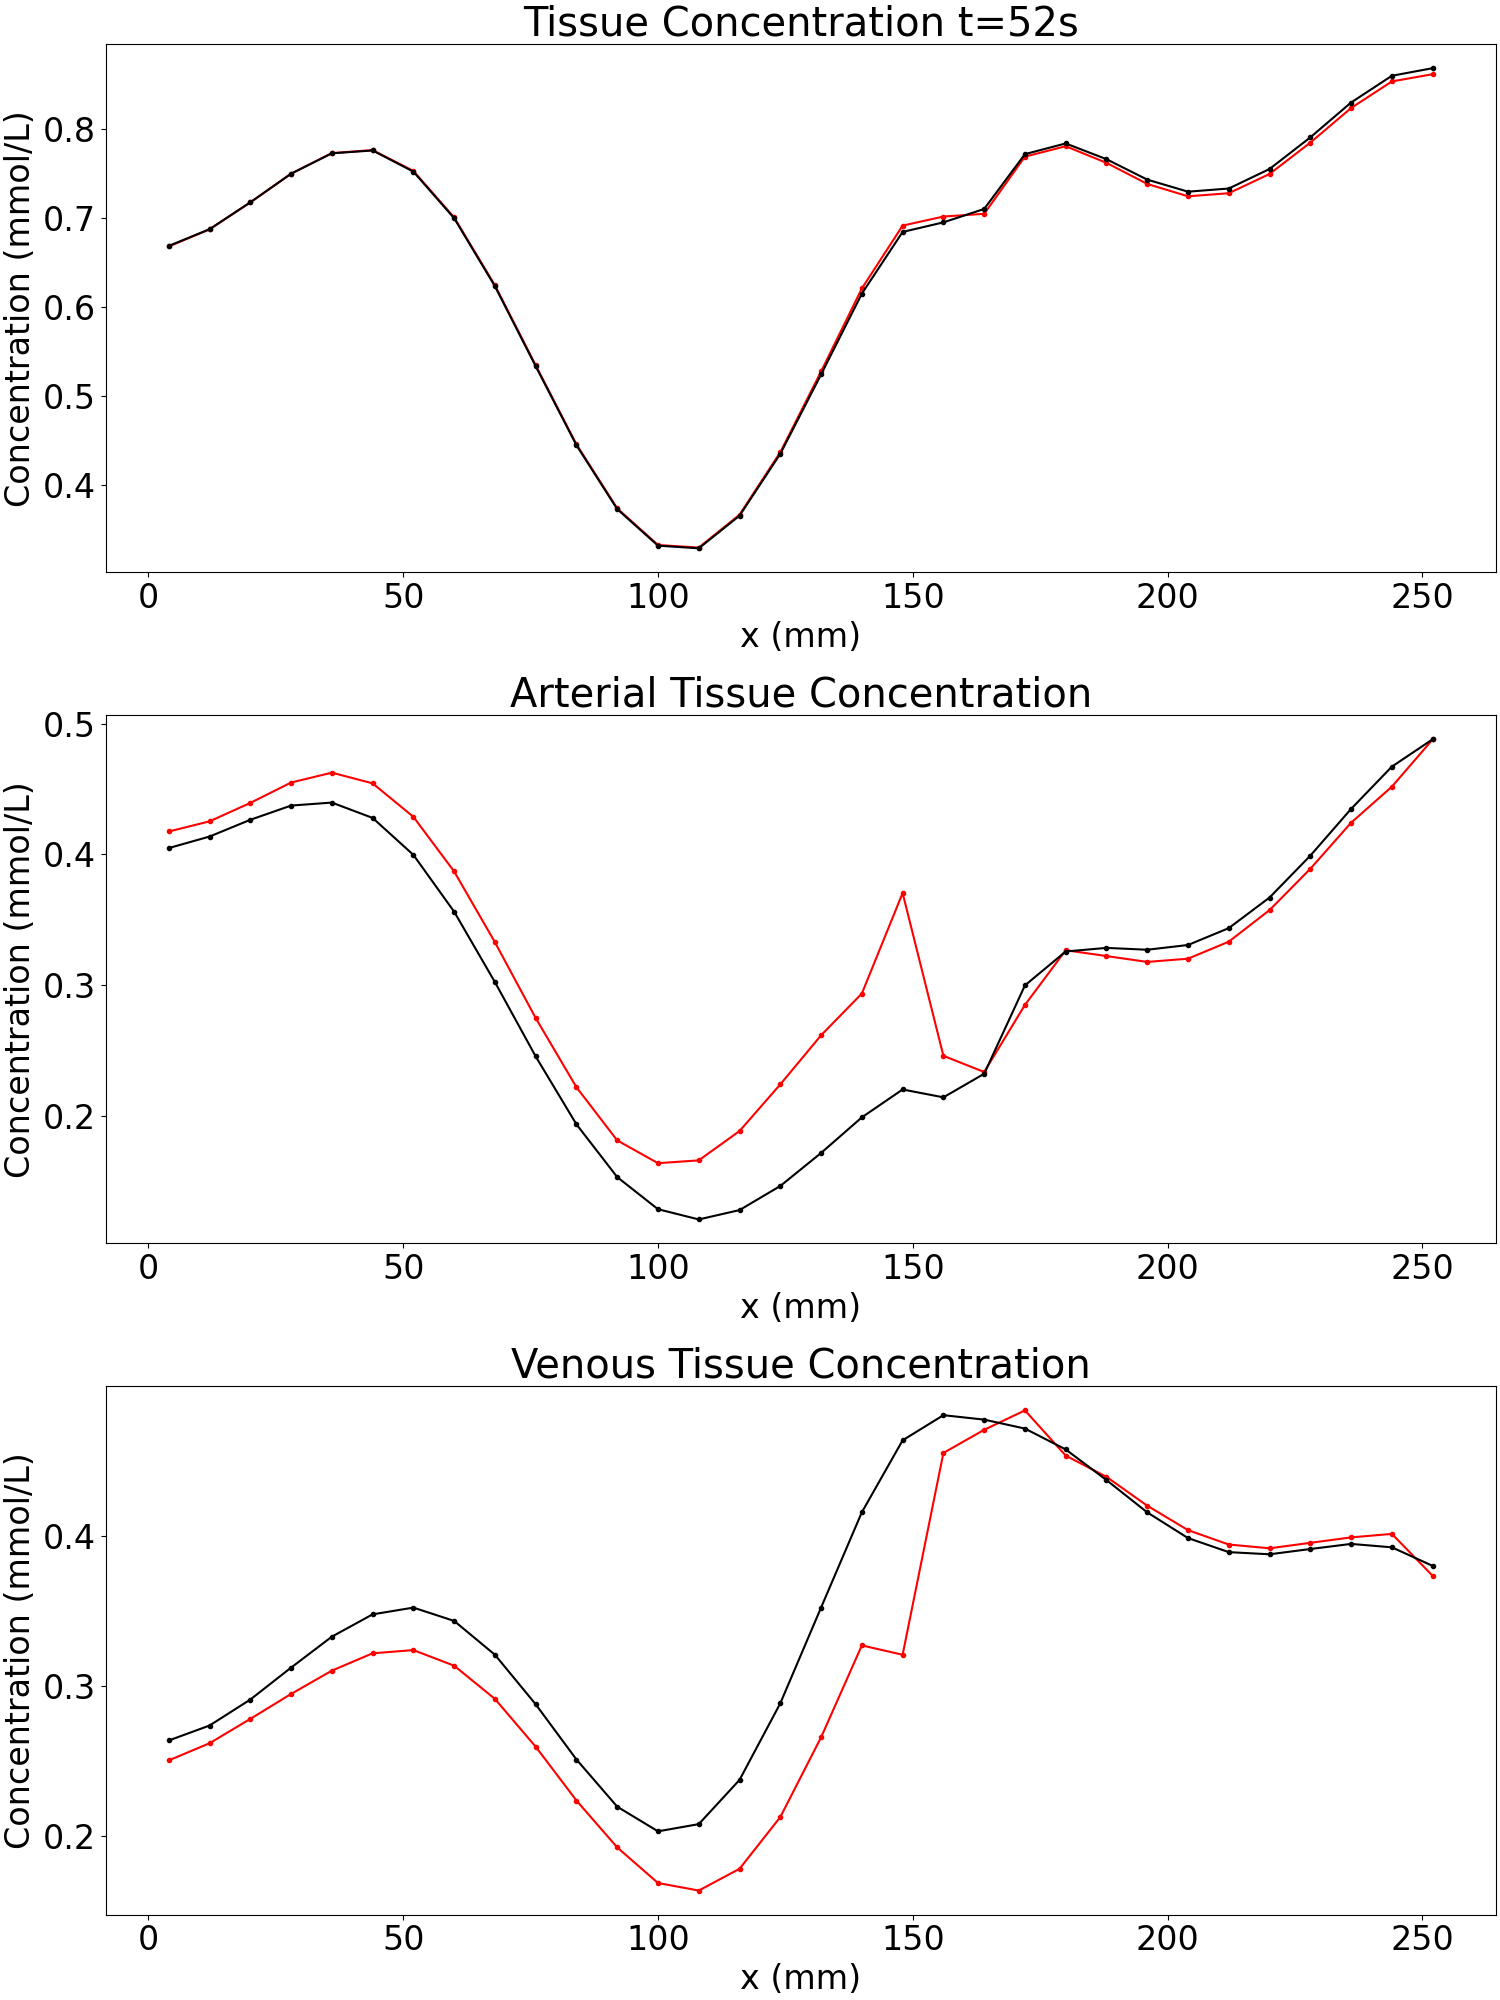 Tissue Concentration t=52s
Concentration (mmol/L)
0.8
0.7
0.6
0.5
0.4
0 50 100 150 200 250
x (mm)
Arterial Tissue Concentration
Concentration (mmol/L)
0.5
0.4
0.3
0.2
0 50 100 150 200 250
x (mm)
Venous Tissue Concentration
Concentration (mmol/L)
0.4
0.3
0.2
0 50 100 150 200 250
x (mm)